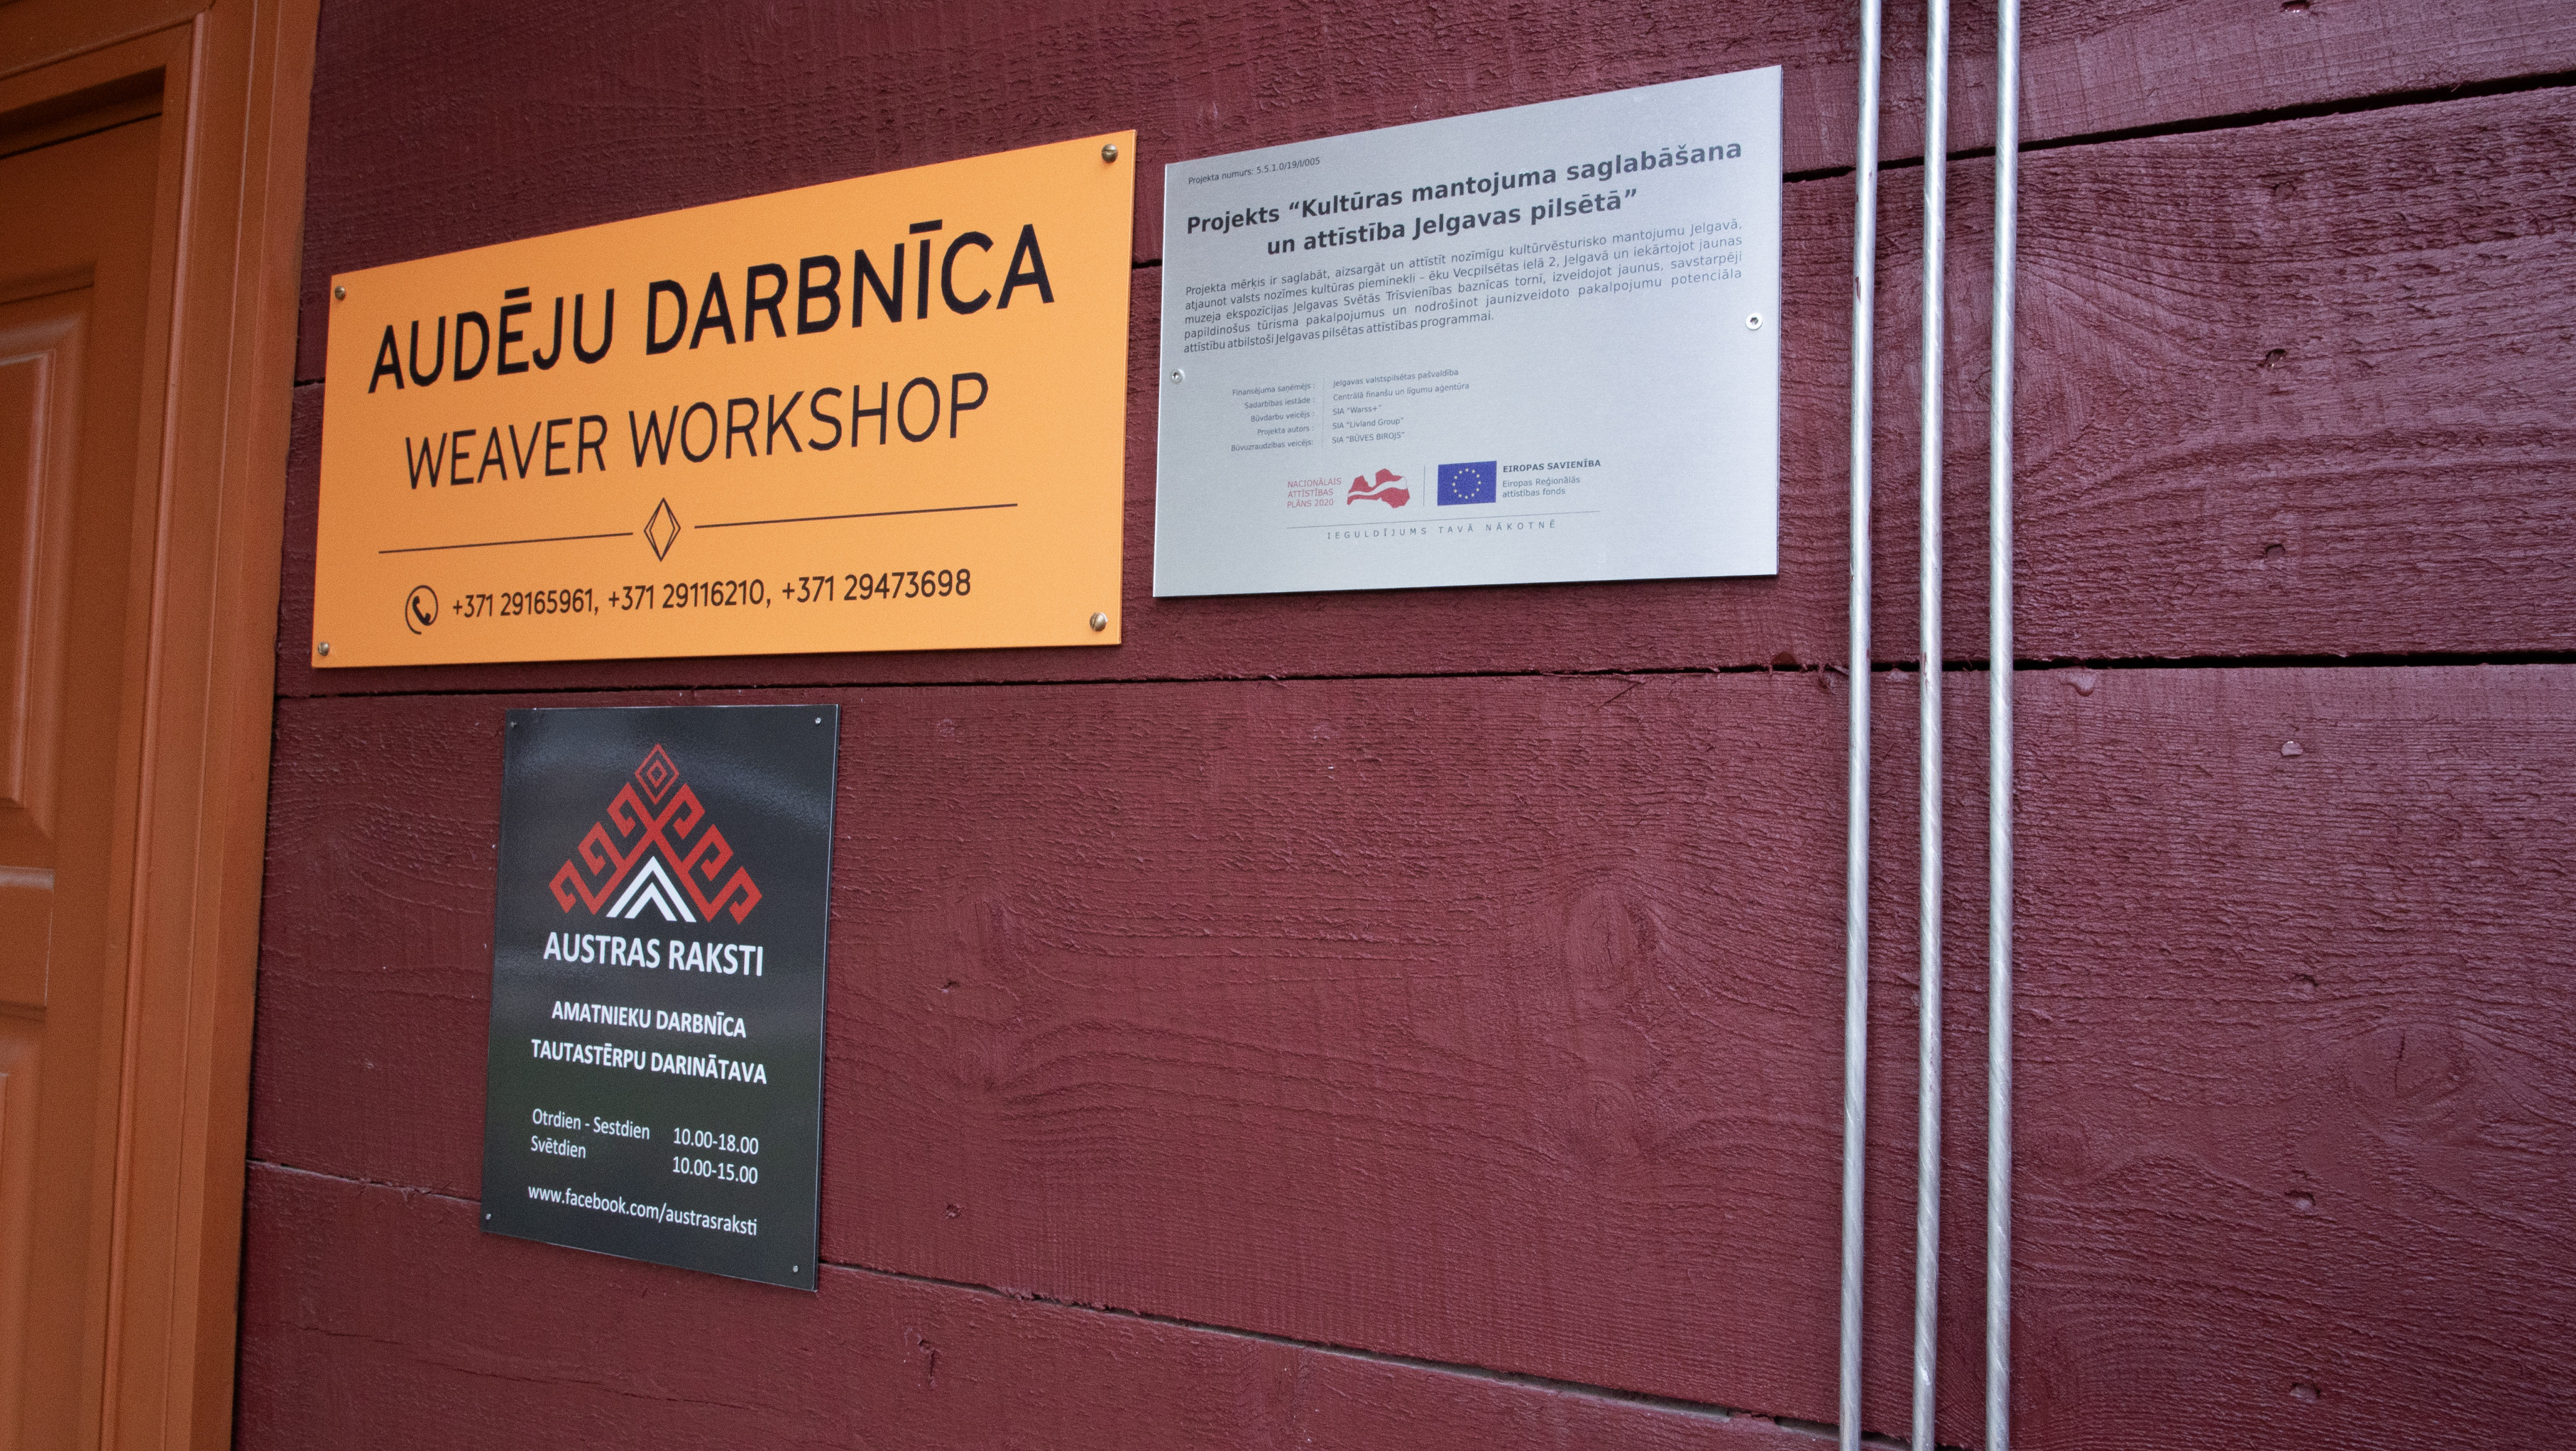 AUDĒJU DARBNĪCA
WEAVER WORKSHOP
+371 29165961, +371 29116210, +371 29473698
Projekta numurs: 5.5.1.0/19/I/005
Projekts “Kultūras mantojuma saglabāšana
un attīstība Jelgavas pilsētā”
Projekta mērķis ir saglabāt, aizsargāt un attīstīt nozīmīgu kultūrvēsturisko mantojumu Jelgavā,
atjaunot valsts nozīmes kultūras pieminekli – ēku Vecpilsētas ielā 2, Jelgavā un iekārtojot jaunas
muzeja ekspozīcijas Jelgavas Svētās Trīsvienības baznīcas tornī, izveidojot jaunus, savstarpēji
papildinošus tūrisma pakalpojumus un nodrošinot jaunizveidoto pakalpojumu potenciāla
attīstību atbilstoši Jelgavas pilsētas attīstības programmai.
Finansējuma saņēmējs : Jelgavas valstspilsētas pašvaldība
Sadarbības iestāde : Centrālā finanšu un līgumu aģentūra
Būvdarbu veicējs : SIA “Warss+”
Projekta autors : SIA “Livland Group”
Būvuzraudzības veicējs: SIA “BŪVES BIROJS”
NACIONĀLAIS
ATTĪSTĪBAS
PLĀNS 2020
EIROPAS SAVIENĪBA
Eiropas Reģionālās
attīstības fonds
IEGULDĪJUMS TAVĀ NĀKOTNĒ
AUSTRAS RAKSTI
AMATNIEKU DARBNĪCA
TAUTASTĒRPU DARINĀTAVA
Otrdien - Sestdien 10.00-18.00
Svētdien 10.00-15.00
www.facebook.com/austrasraksti